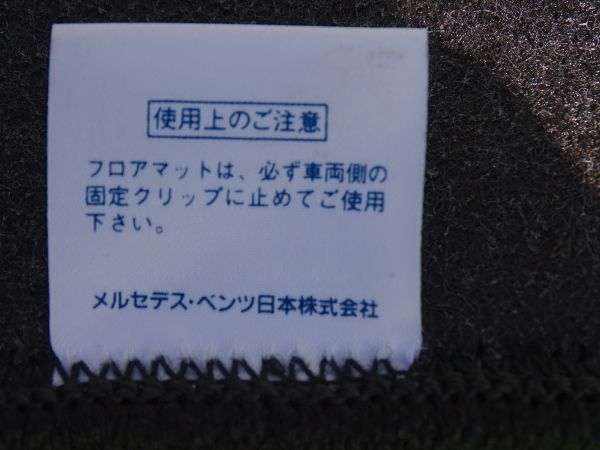 使用上のご注意
フロアマットは、必ず車両側の
固定クリップに止めてご使用
下さい。
メルセデス・ベンツ日本株式会社